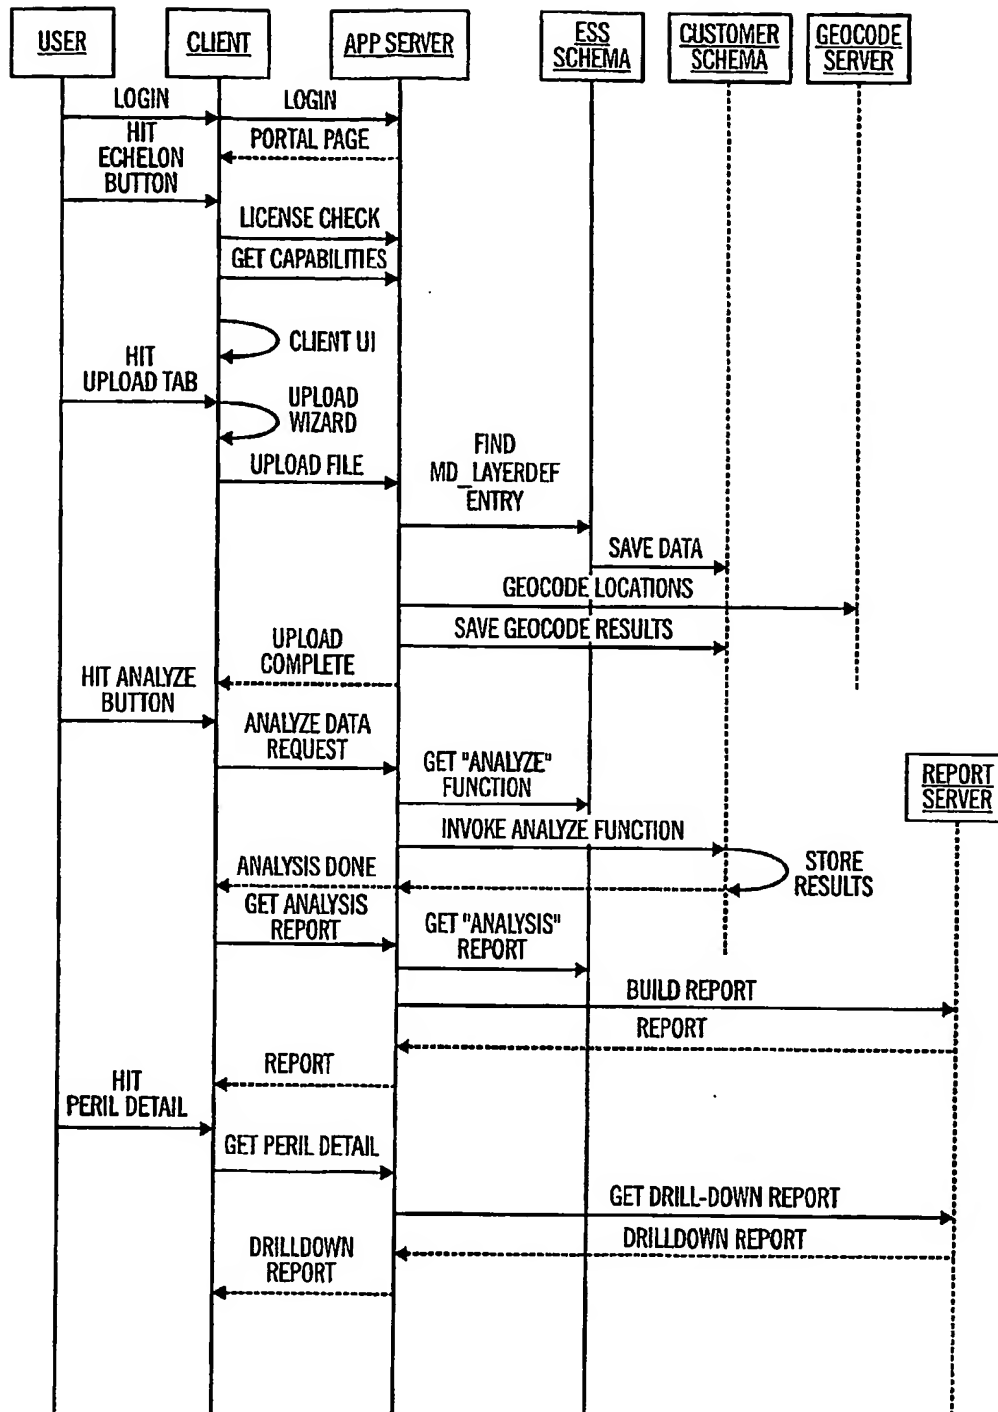 USER
CLIENT
APP SERVER
ESS
SCHEMA
CUSTOMER
SCHEMA
GEOCODE
SERVER
LOGIN
LOGIN
HIT
ECHELON
BUTTON
PORTAL PAGE
LICENSE CHECK
GET CAPABILITIES
CLIENT UI
HIT
UPLOAD TAB
UPLOAD
WIZARD
UPLOAD FILE
FIND
MD_LAYERDEF
ENTRY
SAVE DATA
GEOCODE LOCATIONS
SAVE GEOCODE RESULTS
UPLOAD
COMPLETE
HIT ANALYZE
BUTTON
ANALYZE DATA
REQUEST
GET "ANALYZE"
FUNCTION
REPORT
SERVER
INVOKE ANALYZE FUNCTION
STORE
RESULTS
ANALYSIS DONE
GET ANALYSIS
REPORT
GET "ANALYSIS"
REPORT
BUILD REPORT
REPORT
REPORT
HIT
PERIL DETAIL
GET PERIL DETAIL
GET DRILL-DOWN REPORT
DRILLDOWN REPORT
DRILLDOWN
REPORT